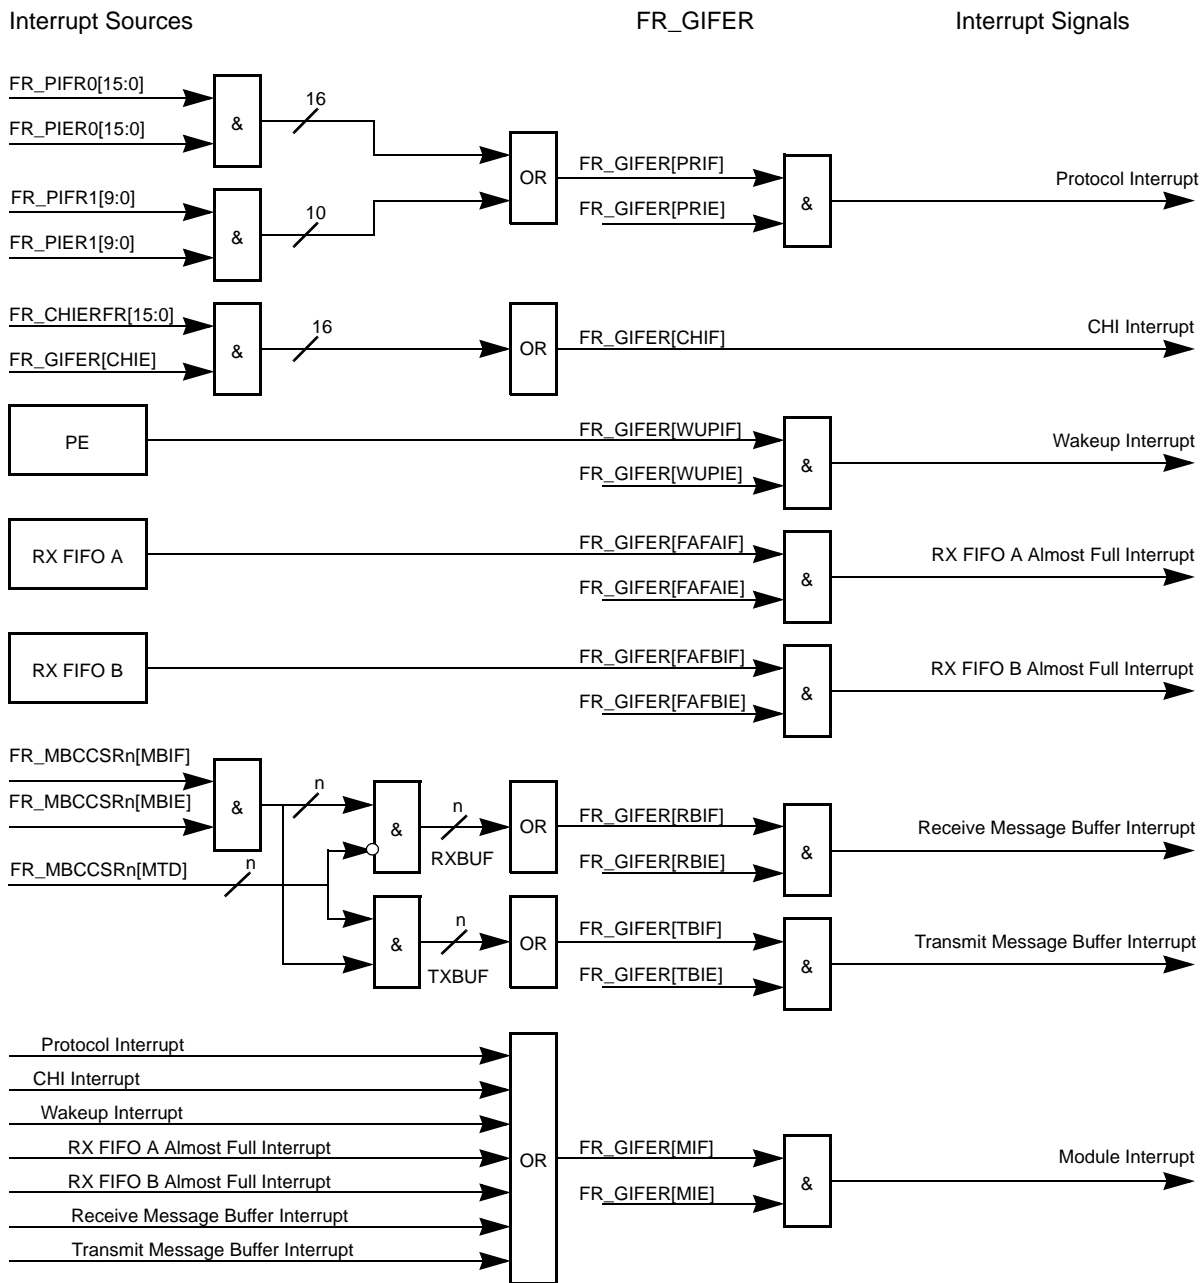 Interrupt Sources
FR_GIFER
Interrupt Signals
FR_PIFR0[15:0]
FR_PIER0[15:0]
&
16
FR_PIFR1[9:0]
FR_PIER1[9:0]
&
10
OR
FR_GIFER[PRIF]
FR_GIFER[PRIE]
&
Protocol Interrupt
FR_CHIERFR[15:0]
FR_GIFER[CHIE]
&
16
OR
FR_GIFER[CHIF]
CHI Interrupt
PE
FR_GIFER[WUPIF]
FR_GIFER[WUPIE]
&
Wakeup Interrupt
RX FIFO A
FR_GIFER[FAFAIF]
FR_GIFER[FAFAIE]
&
RX FIFO A Almost Full Interrupt
RX FIFO B
FR_GIFER[FAFBIF]
FR_GIFER[FAFBIE]
&
RX FIFO B Almost Full Interrupt
FR_MBCCSRn[MBIF]
FR_MBCCSRn[MBIE]
&
n
FR_MBCCSRn[MTD]
n
&
n
RXBUF
OR
FR_GIFER[RBIF]
FR_GIFER[RBIE]
&
Receive Message Buffer Interrupt
&
n
TXBUF
OR
FR_GIFER[TBIF]
FR_GIFER[TBIE]
&
Transmit Message Buffer Interrupt
Protocol Interrupt
CHI Interrupt
Wakeup Interrupt
RX FIFO A Almost Full Interrupt
RX FIFO B Almost Full Interrupt
Receive Message Buffer Interrupt
Transmit Message Buffer Interrupt
OR
FR_GIFER[MIF]
FR_GIFER[MIE]
&
Module Interrupt